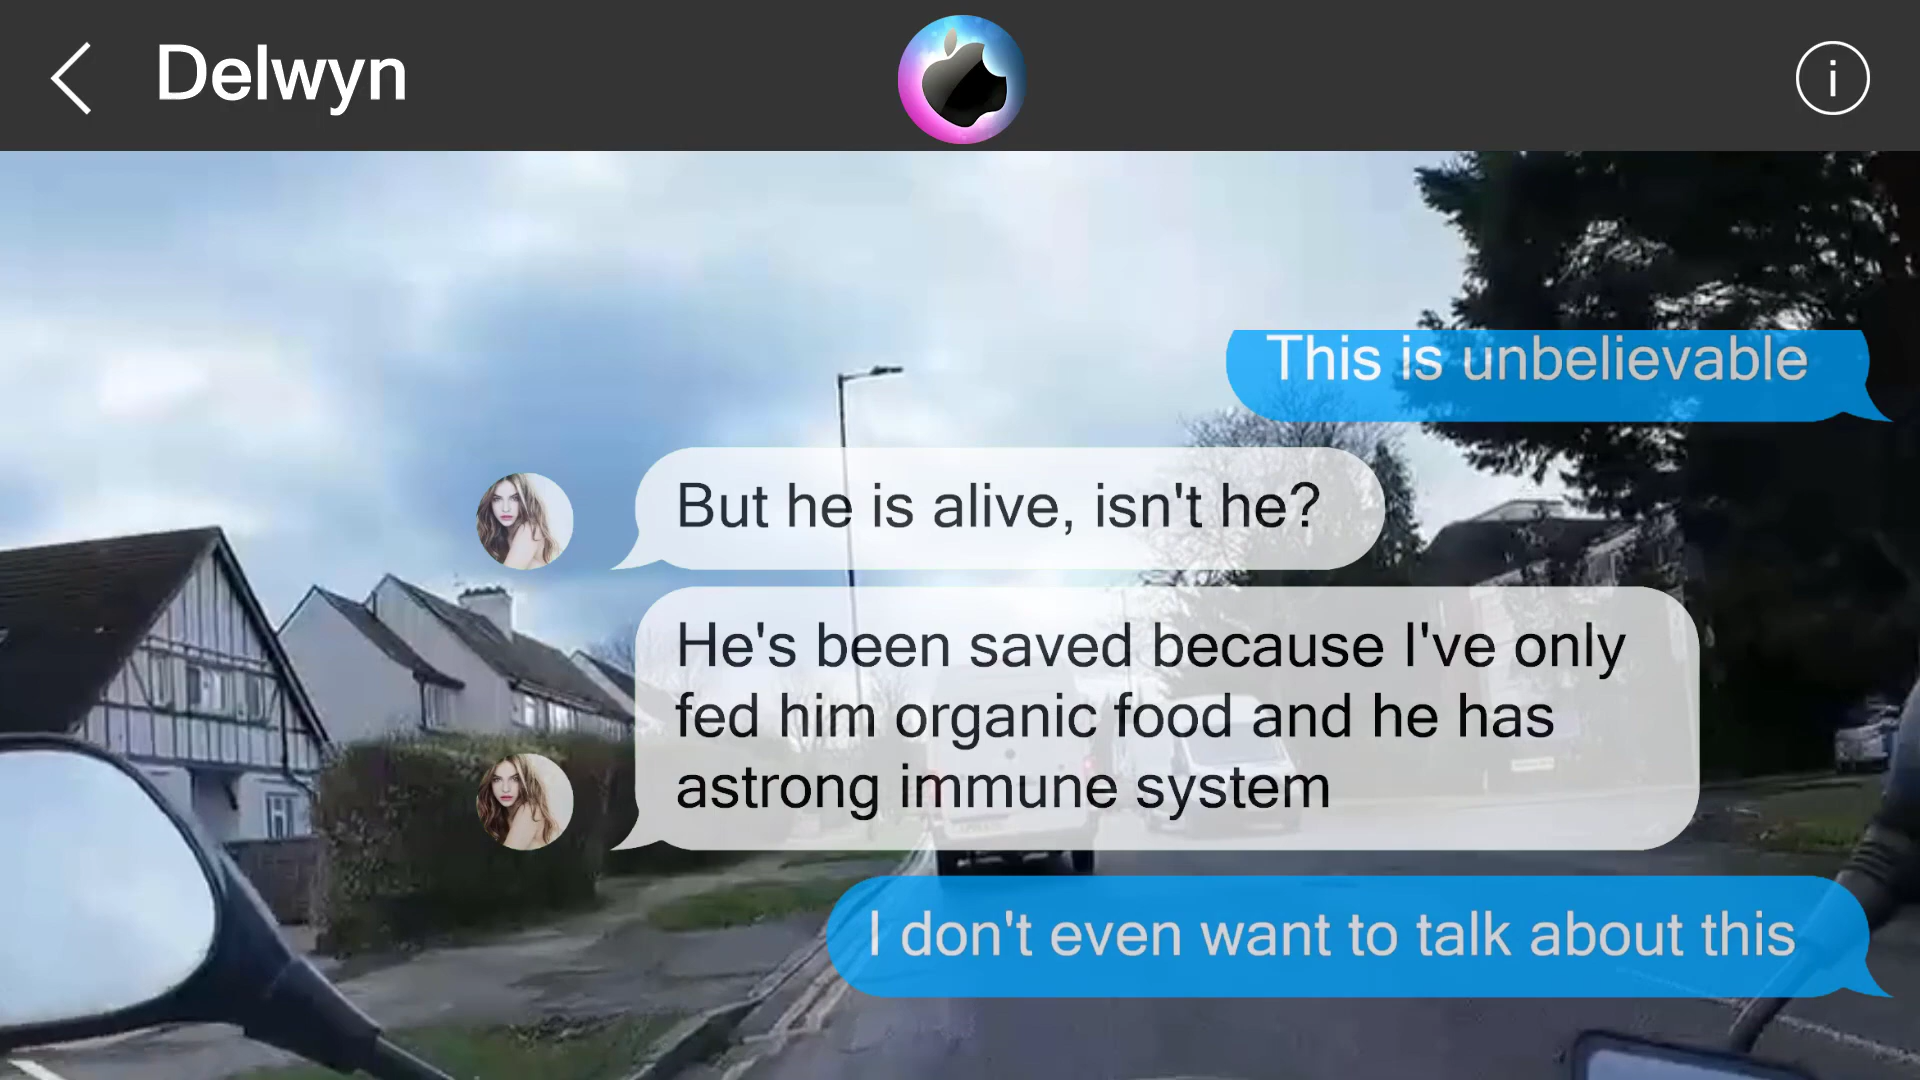 Delwyn
This is unbelievable
But he is alive, isn't he?
He's been saved because I've only
fed him organic food and he has
astrong immune system
I don't even want to talk about this